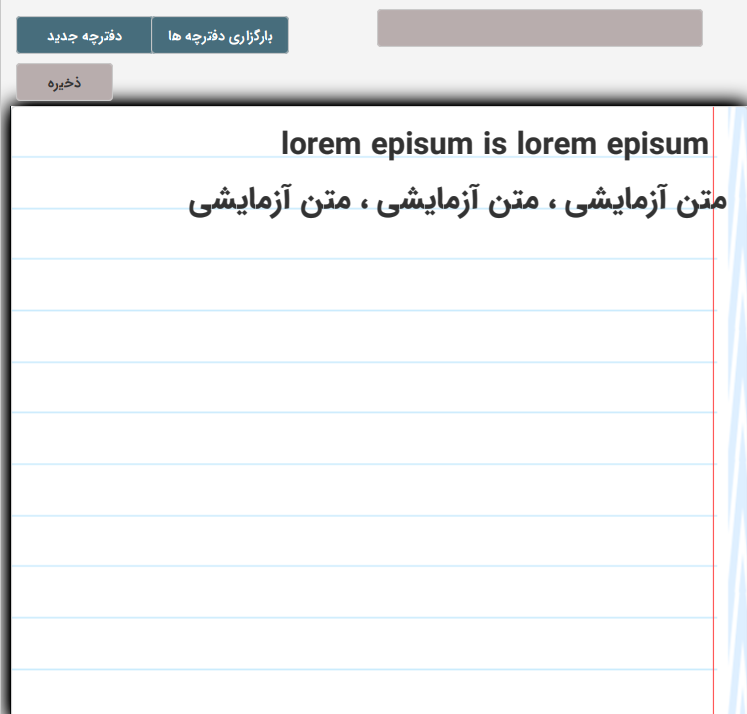 بارگزاری دفترچه ها
دفترچه جدید
ذخیره
lorem episum is lorem episum
متن آزمایشی ، متن آزمایشی ، متن آزمایشی